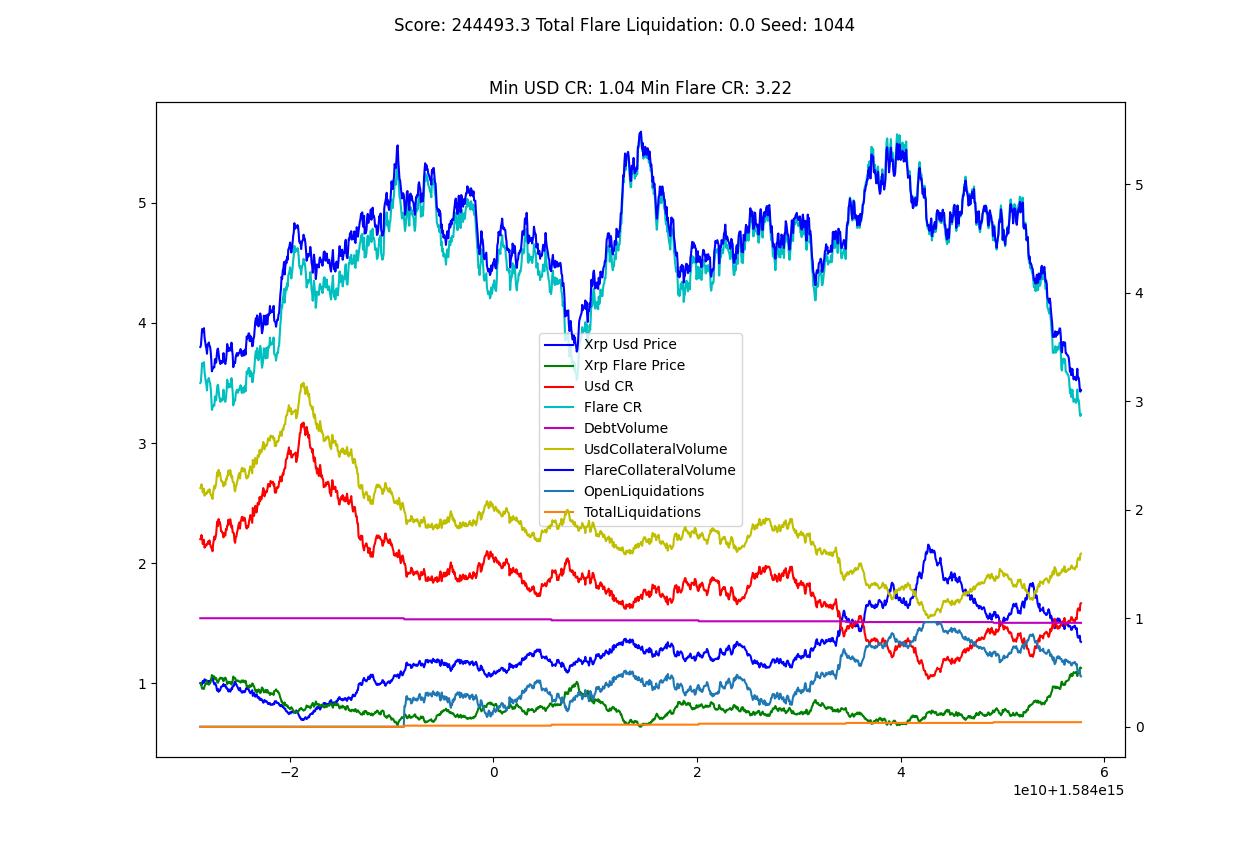 Score: 244493.3 Total Flare Liquidation: 0.0 Seed: 1044
Min USD CR: 1.04 Min Flare CR: 3.22
5
5
4
4
3
3
2
2
1
1
0
Xrp Usd Price
Xrp Flare Price
Usd CR
Flare CR
DebtVolume
UsdCollateralVolume
FlareCollateralVolume
OpenLiquidations
TotalLiquidations
−2 0 2 4 6
1e10+1.584e15